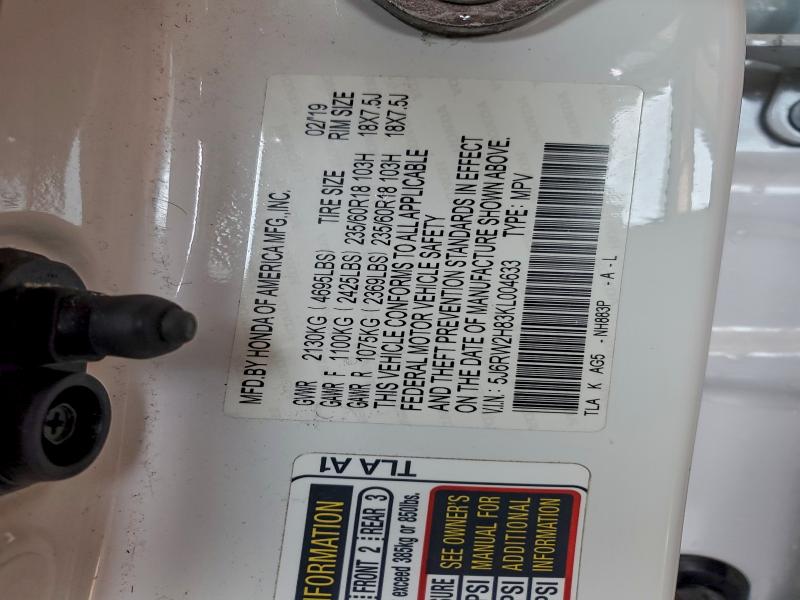 MFD.BY HONDA OF AMERICA MFG.,INC.
02/19
GVWR 2130KG (4695LBS) TIRE SIZE RIM SIZE
GAWR F 1100KG (2425LBS) 235/60R18 103H 18X7.5J
GAWR R 1075KG (2369LBS) 235/60R18 103H 18X7.5J
THIS VEHICLE CONFORMS TO ALL APPLICABLE
FEDERAL MOTOR VEHICLE SAFETY
AND THEFT PREVENTION STANDARDS IN EFFECT
ON THE DATE OF MANUFACTURE SHOWN ABOVE.
V.I.N.: 5J6RW2H83KL004633 TYPE: MPV
TLA K AG5 - NH883P - A - L
TLA A1
FORMATION
FRONT 2 REAR 3
exceed 385kg or 850lbs.
SURE
PSI
PSI
PSI
SEE OWNER'S
MANUAL FOR
ADDITIONAL
INFORMATION